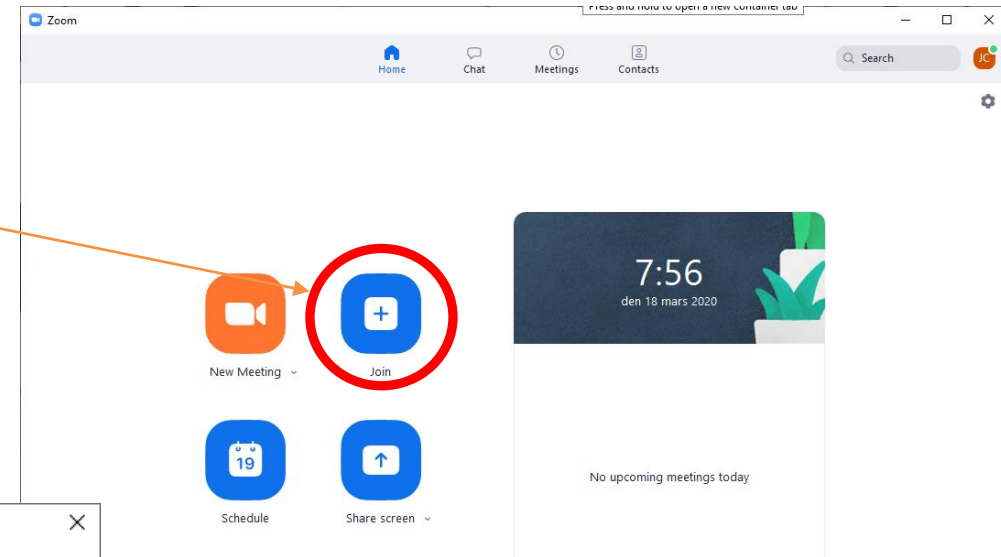 Press and hold to open a new container tab
Zoom
Home
Chat
Meetings
Contacts
Search
JC
7:56
den 18 mars 2020
New Meeting
Join
19
Schedule
Share screen
No upcoming meetings today